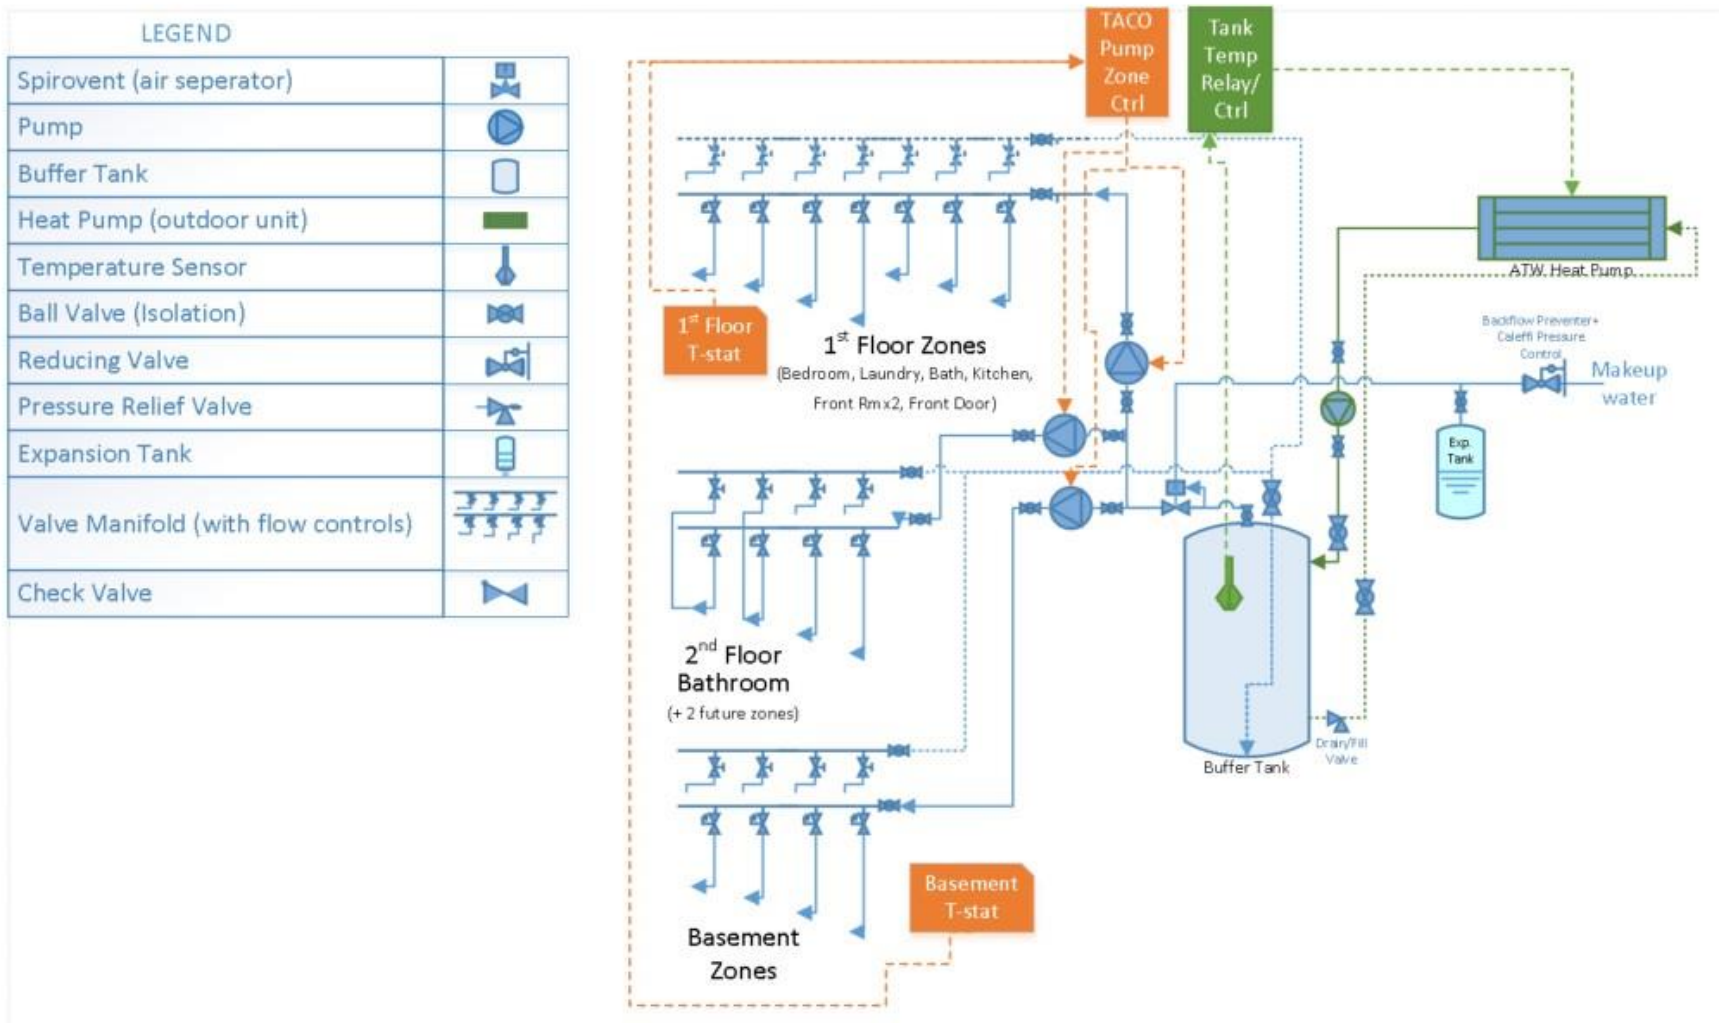 LEGEND
Spirovent (air seperator)
Pump
Buffer Tank
Heat Pump (outdoor unit)
Temperature Sensor
Ball Valve (Isolation)
Reducing Valve
Pressure Relief Valve
Expansion Tank
Valve Manifold (with flow controls)
Check Valve
TACO
Pump
Zone
Ctrl
Tank
Temp
Relay/
Ctrl
ATW Heat Pump
1st Floor
T-stat
1st Floor Zones
(Bedroom, Laundry, Bath, Kitchen,
Front Rmx2, Front Door)
Backflow Preventer+
Caleffi Pressure
Control
Makeup
water
Exp.
Tank
2nd Floor
Bathroom
(+ 2 future zones)
Drain/Fill
Valve
Buffer Tank
Basement
T-stat
Basement
Zones